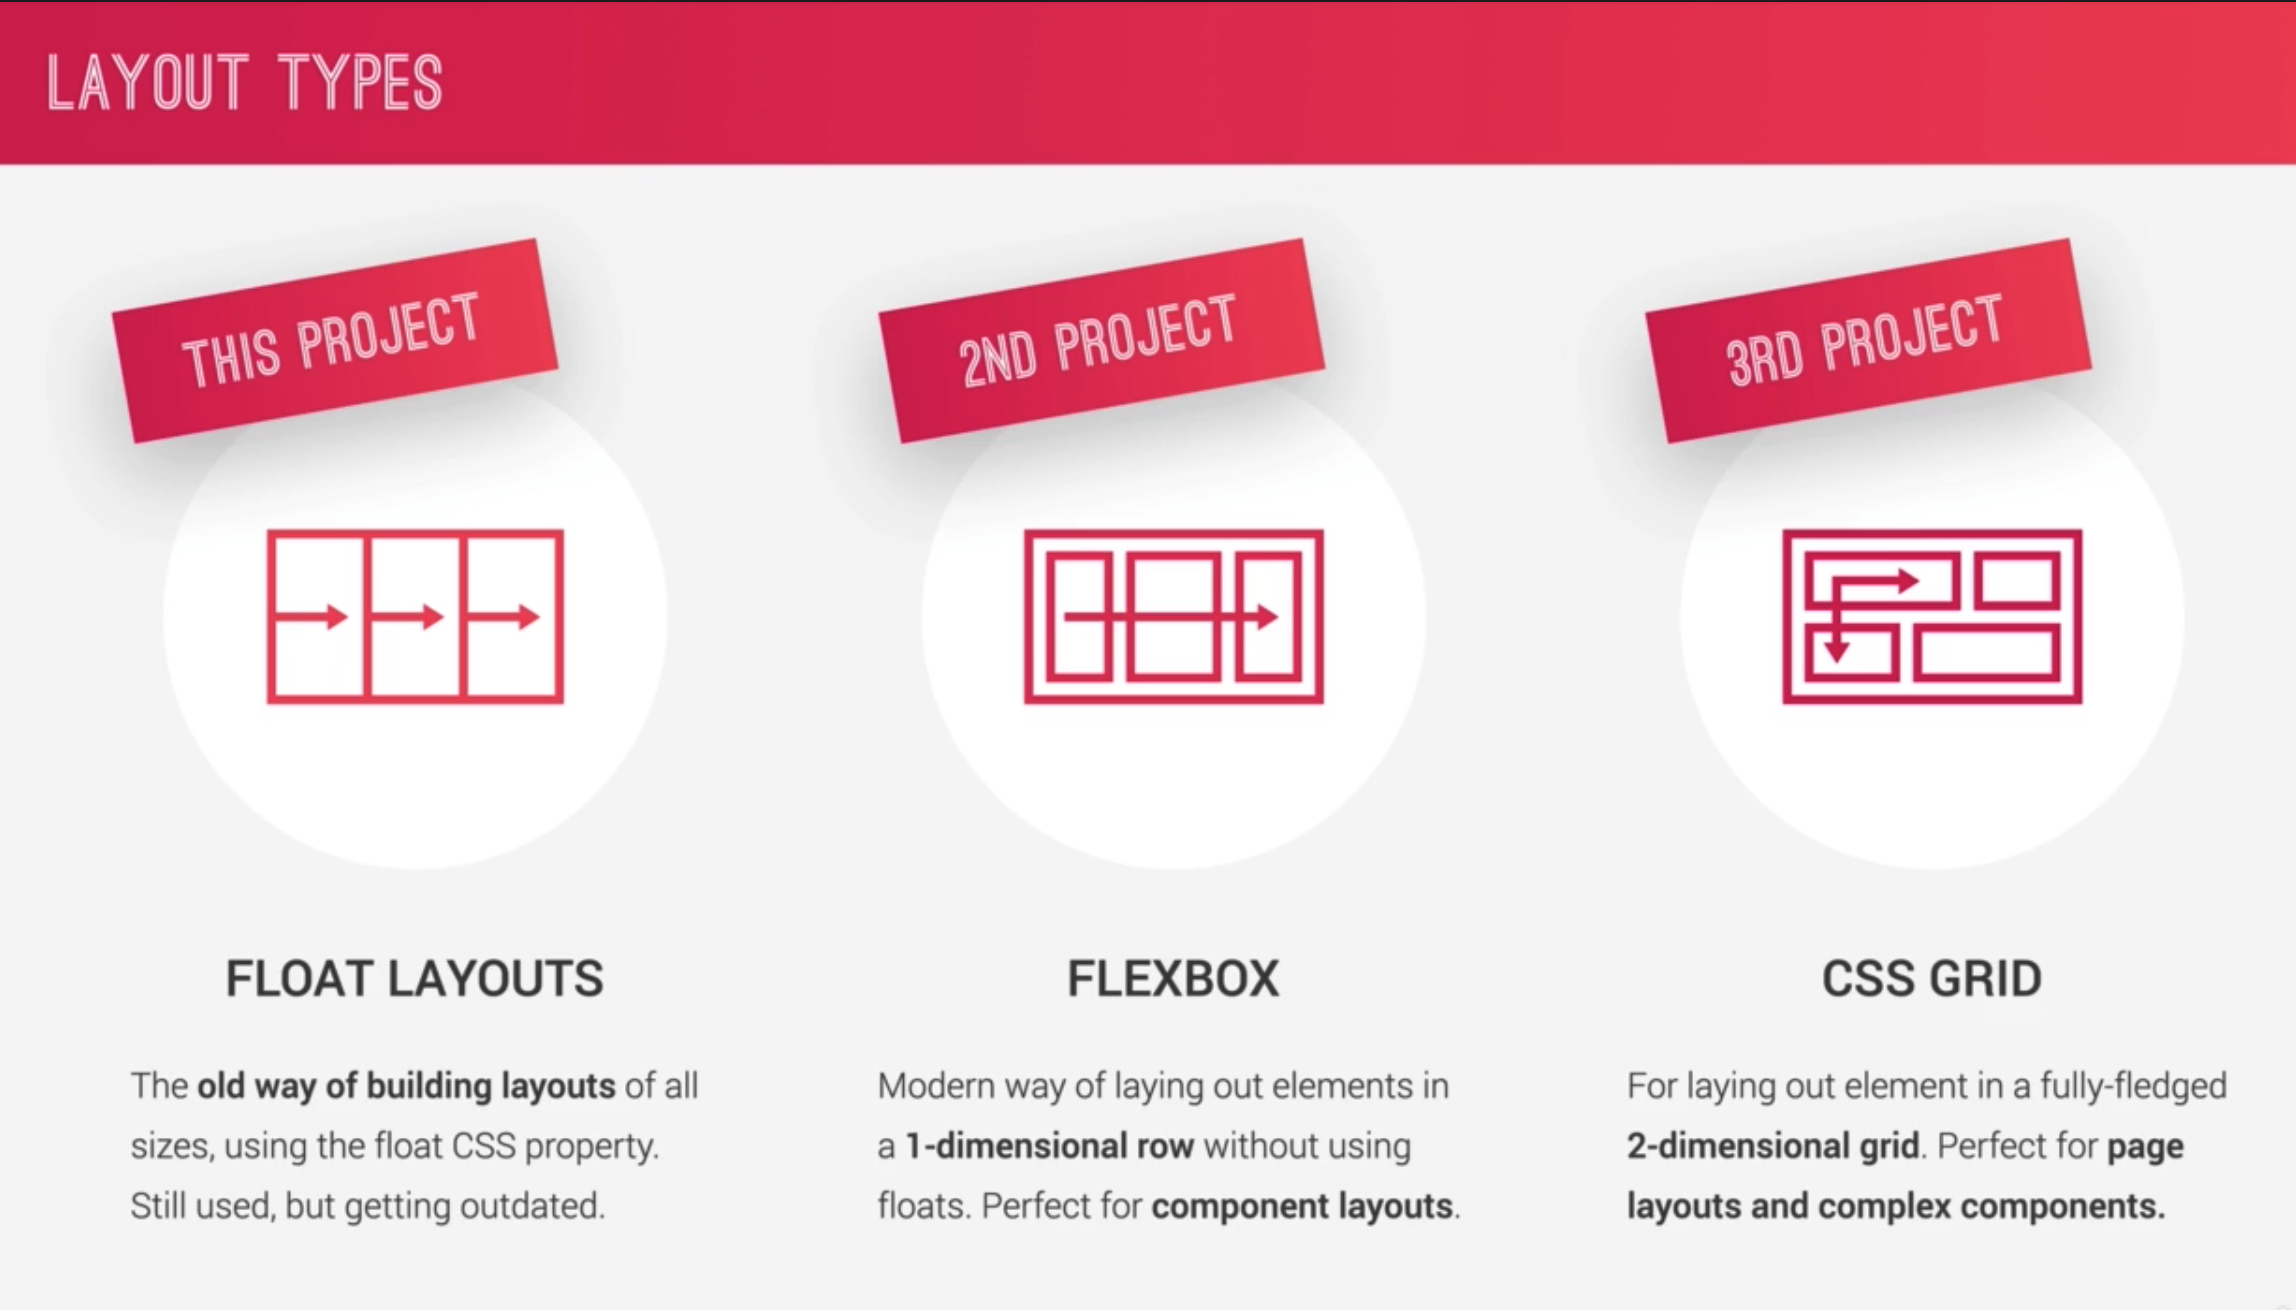 LAYOUT TYPES
THIS PROJECT
2ND PROJECT
3RD PROJECT
FLOAT LAYOUTS
The old way of building layouts of all
sizes, using the float CSS property.
Still used, but getting outdated.
FLEXBOX
Modern way of laying out elements in
a 1-dimensional row without using
floats. Perfect for component layouts.
CSS GRID
For laying out element in a fully-fledged
2-dimensional grid. Perfect for page
layouts and complex components.